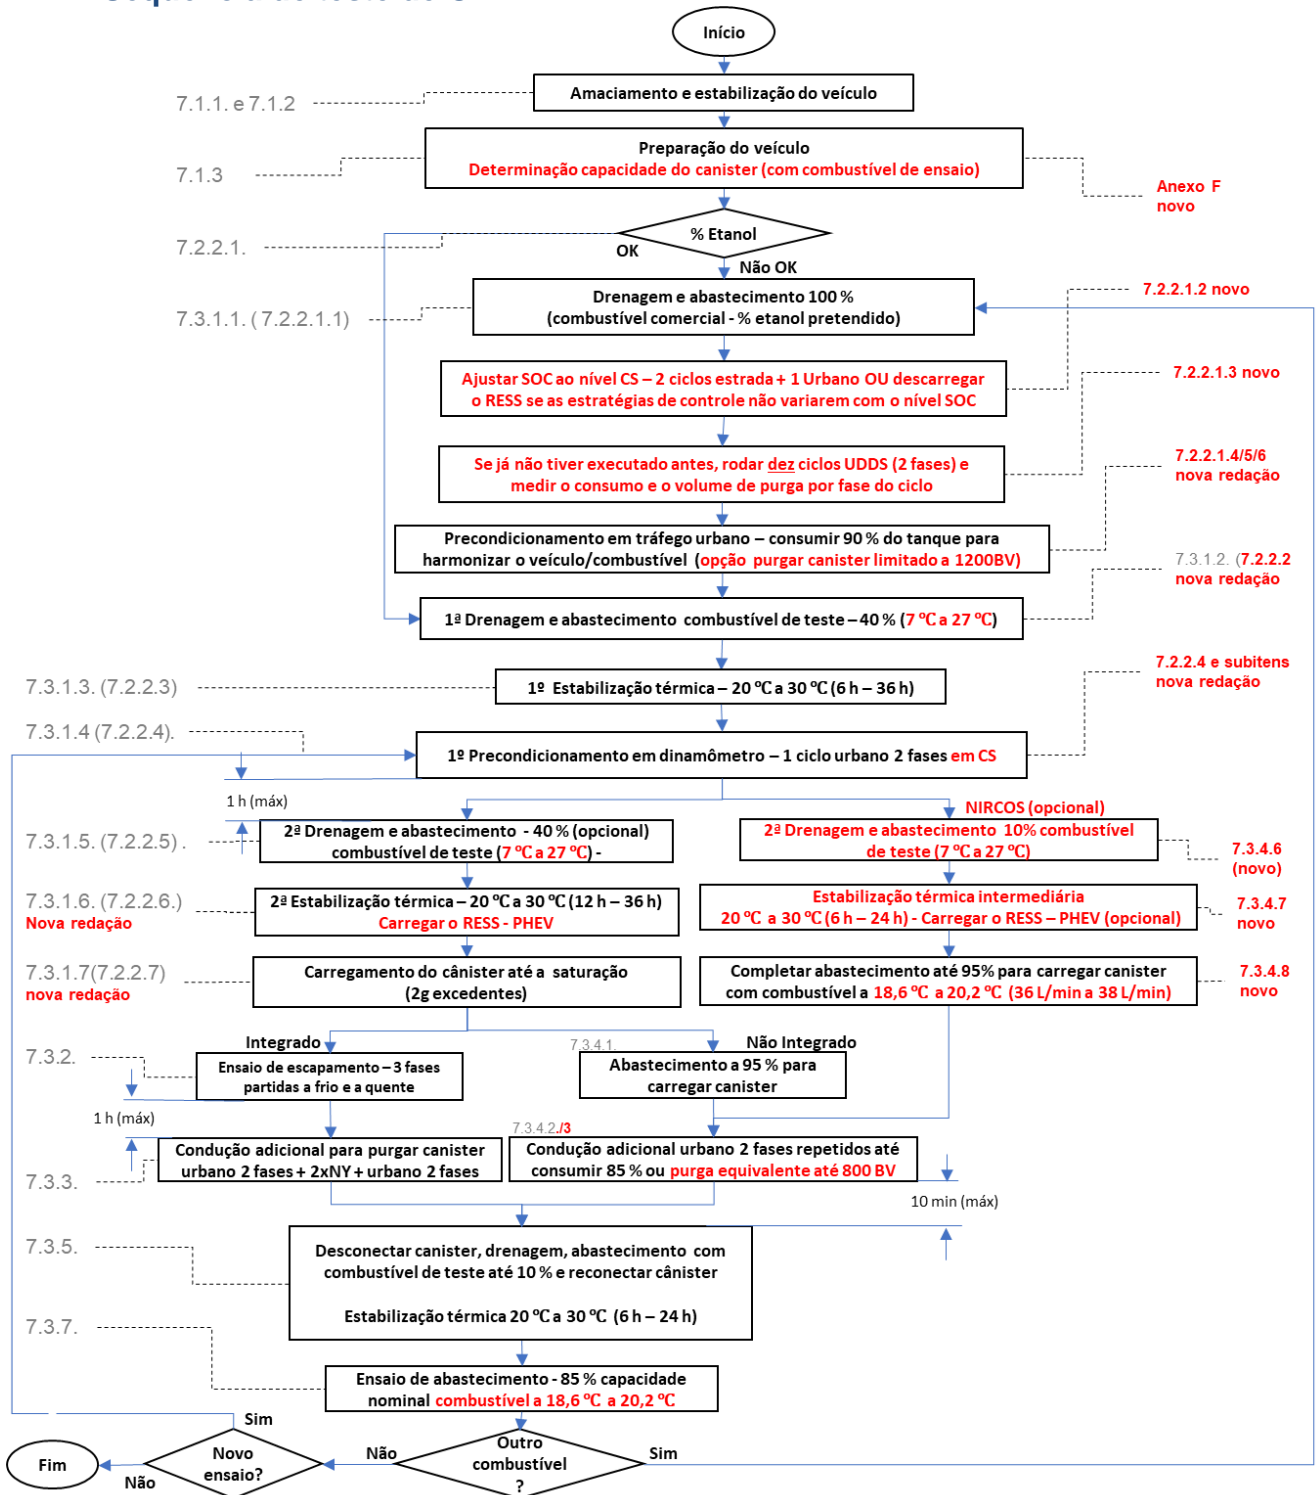 Início
Amaciamento e estabilização do veículo
7.1.1. e 7.1.2
Preparação do veículo
Determinação capacidade do canister (com combustível de ensaio)
7.1.3
Anexo F
novo
% Etanol
7.2.2.1.
OK
Não OK
Drenagem e abastecimento 100 %
(combustível comercial - % etanol pretendido)
7.2.2.1.2 novo
7.3.1.1. ( 7.2.2.1.1)
Ajustar SOC ao nível CS – 2 ciclos estrada + 1 Urbano OU descarregar
o RESS se as estratégias de controle não variarem com o nível SOC
7.2.2.1.3 novo
Se já não tiver executado antes, rodar dez ciclos UDDS (2 fases) e
medir o consumo e o volume de purga por fase do ciclo
7.2.2.1.4/5/6
nova redação
Precondicionamento em tráfego urbano – consumir 90 % do tanque para
harmonizar o veículo/combustível (opção purgar canister limitado a 1200BV)
7.3.1.2. (7.2.2.2
nova redação
1ª Drenagem e abastecimento combustível de teste – 40 % (7 ºC a 27 ºC)
7.2.2.4 e subitens
nova redação
7.3.1.3. (7.2.2.3)
1º Estabilização térmica – 20 ºC a 30 ºC (6 h – 36 h)
7.3.1.4 (7.2.2.4).
1º Precondicionamento em dinamômetro – 1 ciclo urbano 2 fases em CS
1 h (máx)
NIRCOS (opcional)
7.3.1.5. (7.2.2.5) .
2ª Drenagem e abastecimento - 40 % (opcional)
combustível de teste (7 ºC a 27 ºC) -
2ª Drenagem e abastecimento 10% combustível
de teste (7 ºC a 27 ºC)
7.3.4.6
(novo)
7.3.1.6. (7.2.2.6.)
Nova redação
2ª Estabilização térmica – 20 ºC a 30 ºC (12 h – 36 h)
Carregar o RESS - PHEV
Estabilização térmica intermediária
20 ºC a 30 ºC (6 h – 24 h) - Carregar o RESS – PHEV (opcional)
7.3.4.7
novo
7.3.1.7(7.2.2.7)
nova redação
Carregamento do cânister até a saturação
(2g excedentes)
Completar abastecimento até 95% para carregar canister
com combustível a 18,6 ºC a 20,2 ºC (36 L/min a 38 L/min)
7.3.4.8
novo
Integrado
7.3.4.1.
Não Integrado
7.3.2.
Ensaio de escapamento – 3 fases
partidas a frio e a quente
Abastecimento a 95 % para
carregar canister
1 h (máx)
7.3.4.2./3
7.3.3.
Condução adicional para purgar canister
urbano 2 fases + 2xNY + urbano 2 fases
Condução adicional urbano 2 fases repetidos até
consumir 85 % ou purga equivalente até 800 BV
10 min (máx)
7.3.5.
Desconectar canister, drenagem, abastecimento com
combustível de teste até 10 % e reconectar cânister
Estabilização térmica 20 ºC a 30 ºC (6 h – 24 h)
7.3.7.
Ensaio de abastecimento - 85 % capacidade
nominal combustível a 18,6 ºC a 20,2 ºC
Sim
Fim
Não
Novo
ensaio?
Não
Outro
combustível
?
Sim